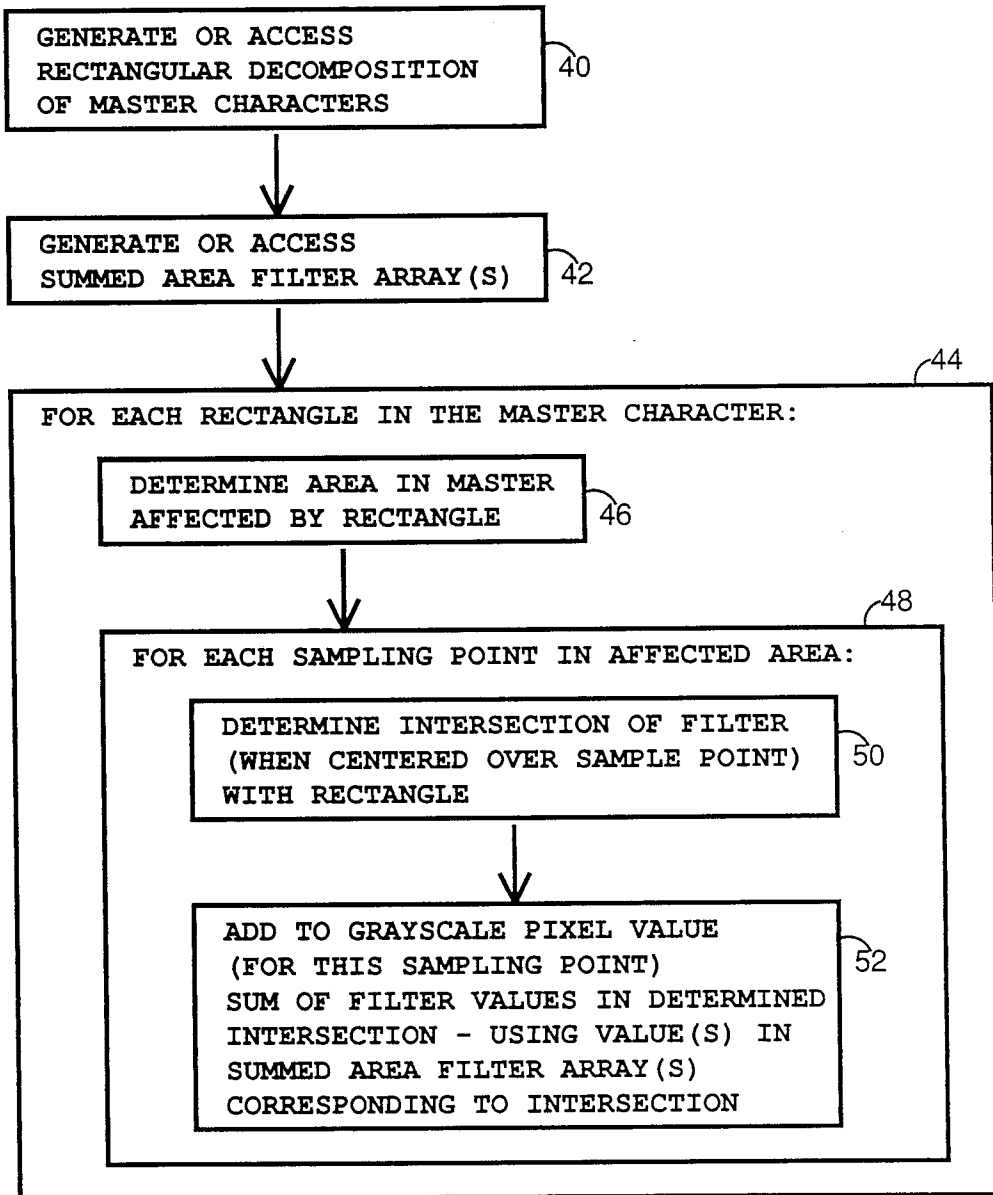 GENERATE OR ACCESS
RECTANGULAR DECOMPOSITION
OF MASTER CHARACTERS
40
GENERATE OR ACCESS
SUMMED AREA FILTER ARRAY(S)
42
44
FOR EACH RECTANGLE IN THE MASTER CHARACTER:
DETERMINE AREA IN MASTER
AFFECTED BY RECTANGLE
46
48
FOR EACH SAMPLING POINT IN AFFECTED AREA:
DETERMINE INTERSECTION OF FILTER
(WHEN CENTERED OVER SAMPLE POINT)
WITH RECTANGLE
50
ADD TO GRAYSCALE PIXEL VALUE
(FOR THIS SAMPLING POINT)
SUM OF FILTER VALUES IN DETERMINED
INTERSECTION - USING VALUE(S) IN
SUMMED AREA FILTER ARRAY(S)
CORRESPONDING TO INTERSECTION
52